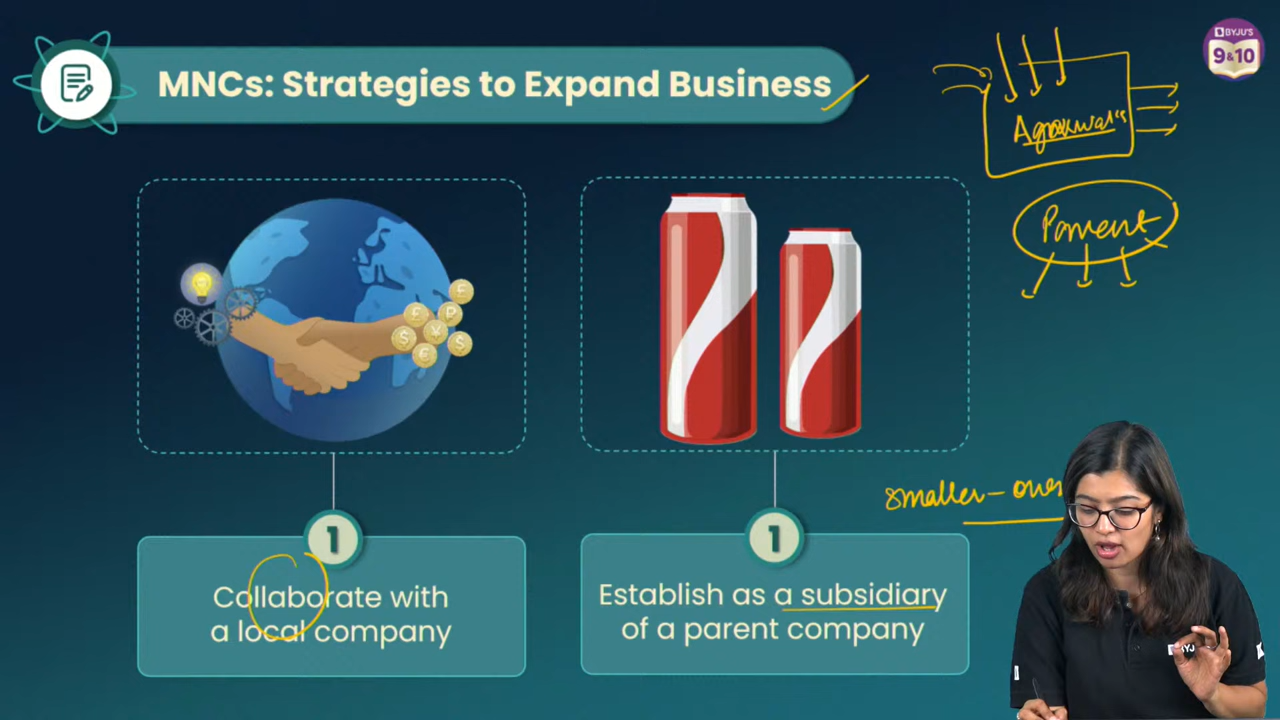 MNCs: Strategies to Expand Business
BYJU'S
9&10
Agarwal's
Parent
smaller-
1
Collaborate with
a local company
1
Establish as a subsidiary
of a parent company